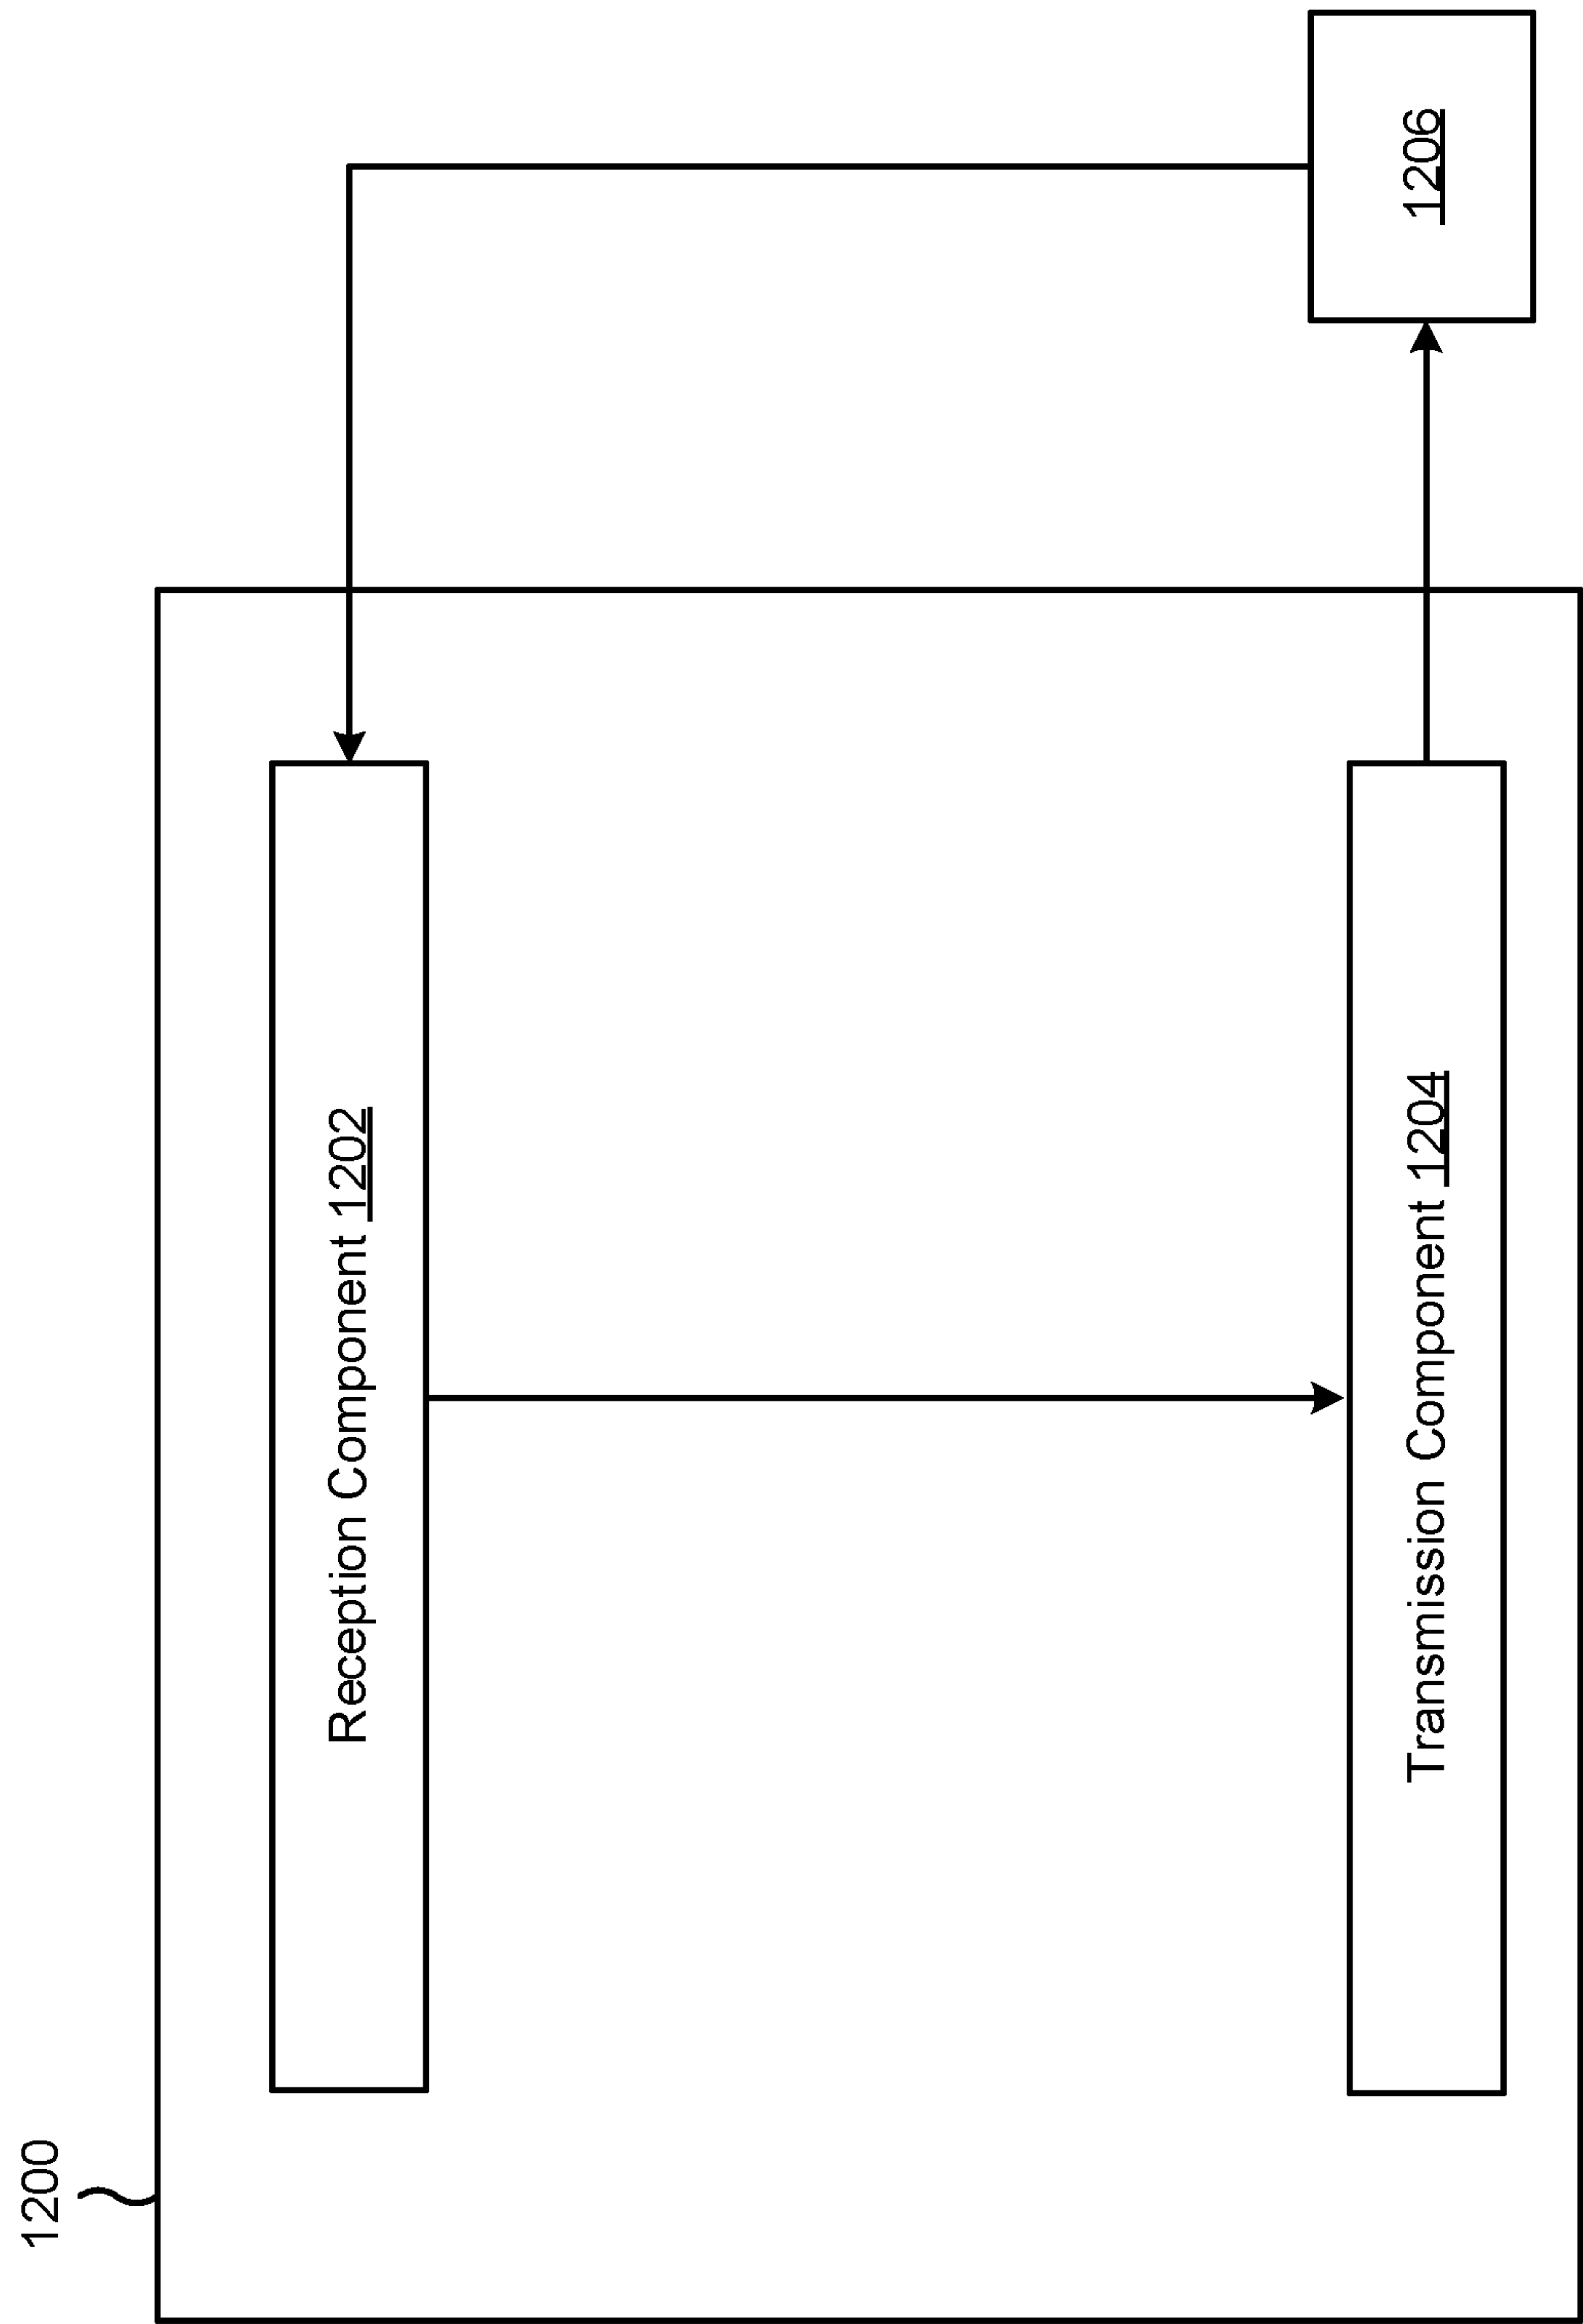 1200
Reception Component 1202
Transmission Component 1204
1206